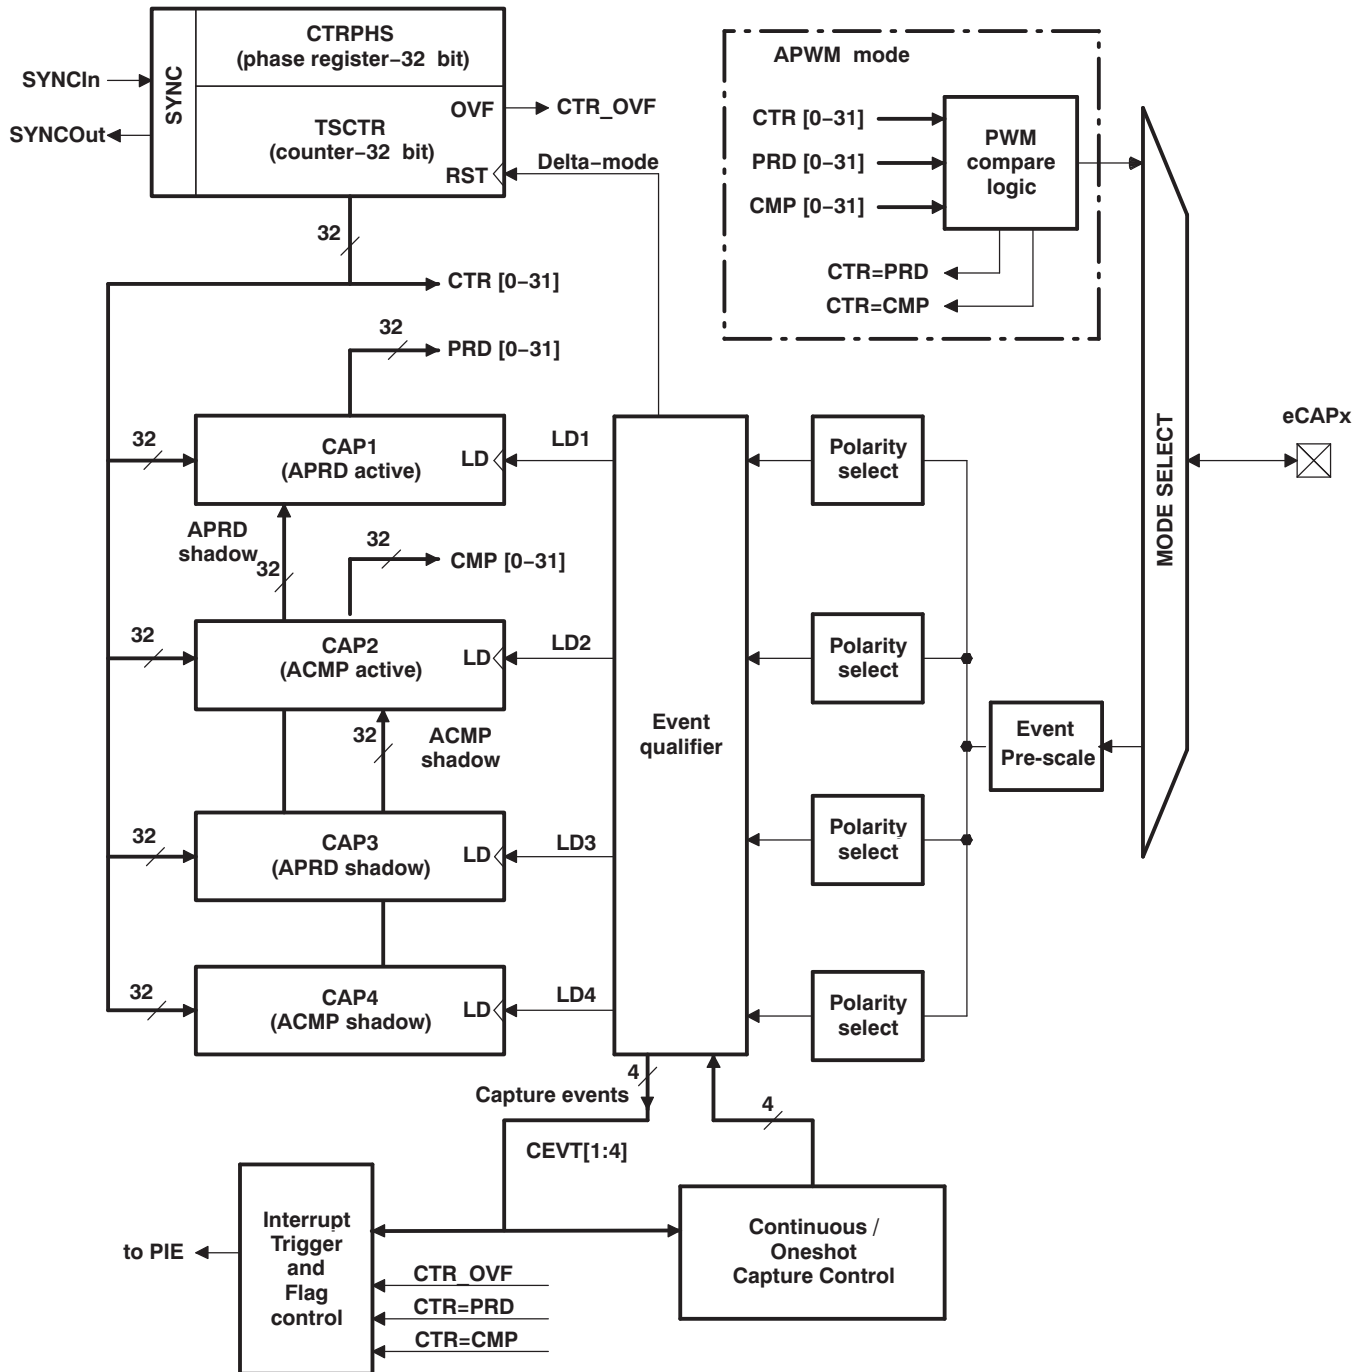 CTRPHS
(phase register−32 bit)
SYNC
SYNCIn
SYNCOut
OVF
CTR_OVF
TSCTR
(counter−32 bit)
RST
Delta−mode
32
CTR [0−31]
32
PRD [0−31]
APWM mode
CTR [0−31]
PRD [0−31]
CMP [0−31]
PWM
compare
logic
CTR=PRD
CTR=CMP
32
CAP1
(APRD active)
LD
LD1
Polarity
select
MODE SELECT
eCAPx
APRD
shadow
32
32
CMP [0−31]
32
CAP2
(ACMP active)
LD
LD2
Polarity
select
32
ACMP
shadow
Event
qualifier
Event
Pre-scale
32
CAP3
(APRD shadow)
LD
LD3
Polarity
select
32
CAP4
(ACMP shadow)
LD
LD4
Polarity
select
4
Capture events
CEVT[1:4]
4
Interrupt
Trigger
and
Flag
control
to PIE
CTR_OVF
CTR=PRD
CTR=CMP
Continuous /
Oneshot
Capture Control